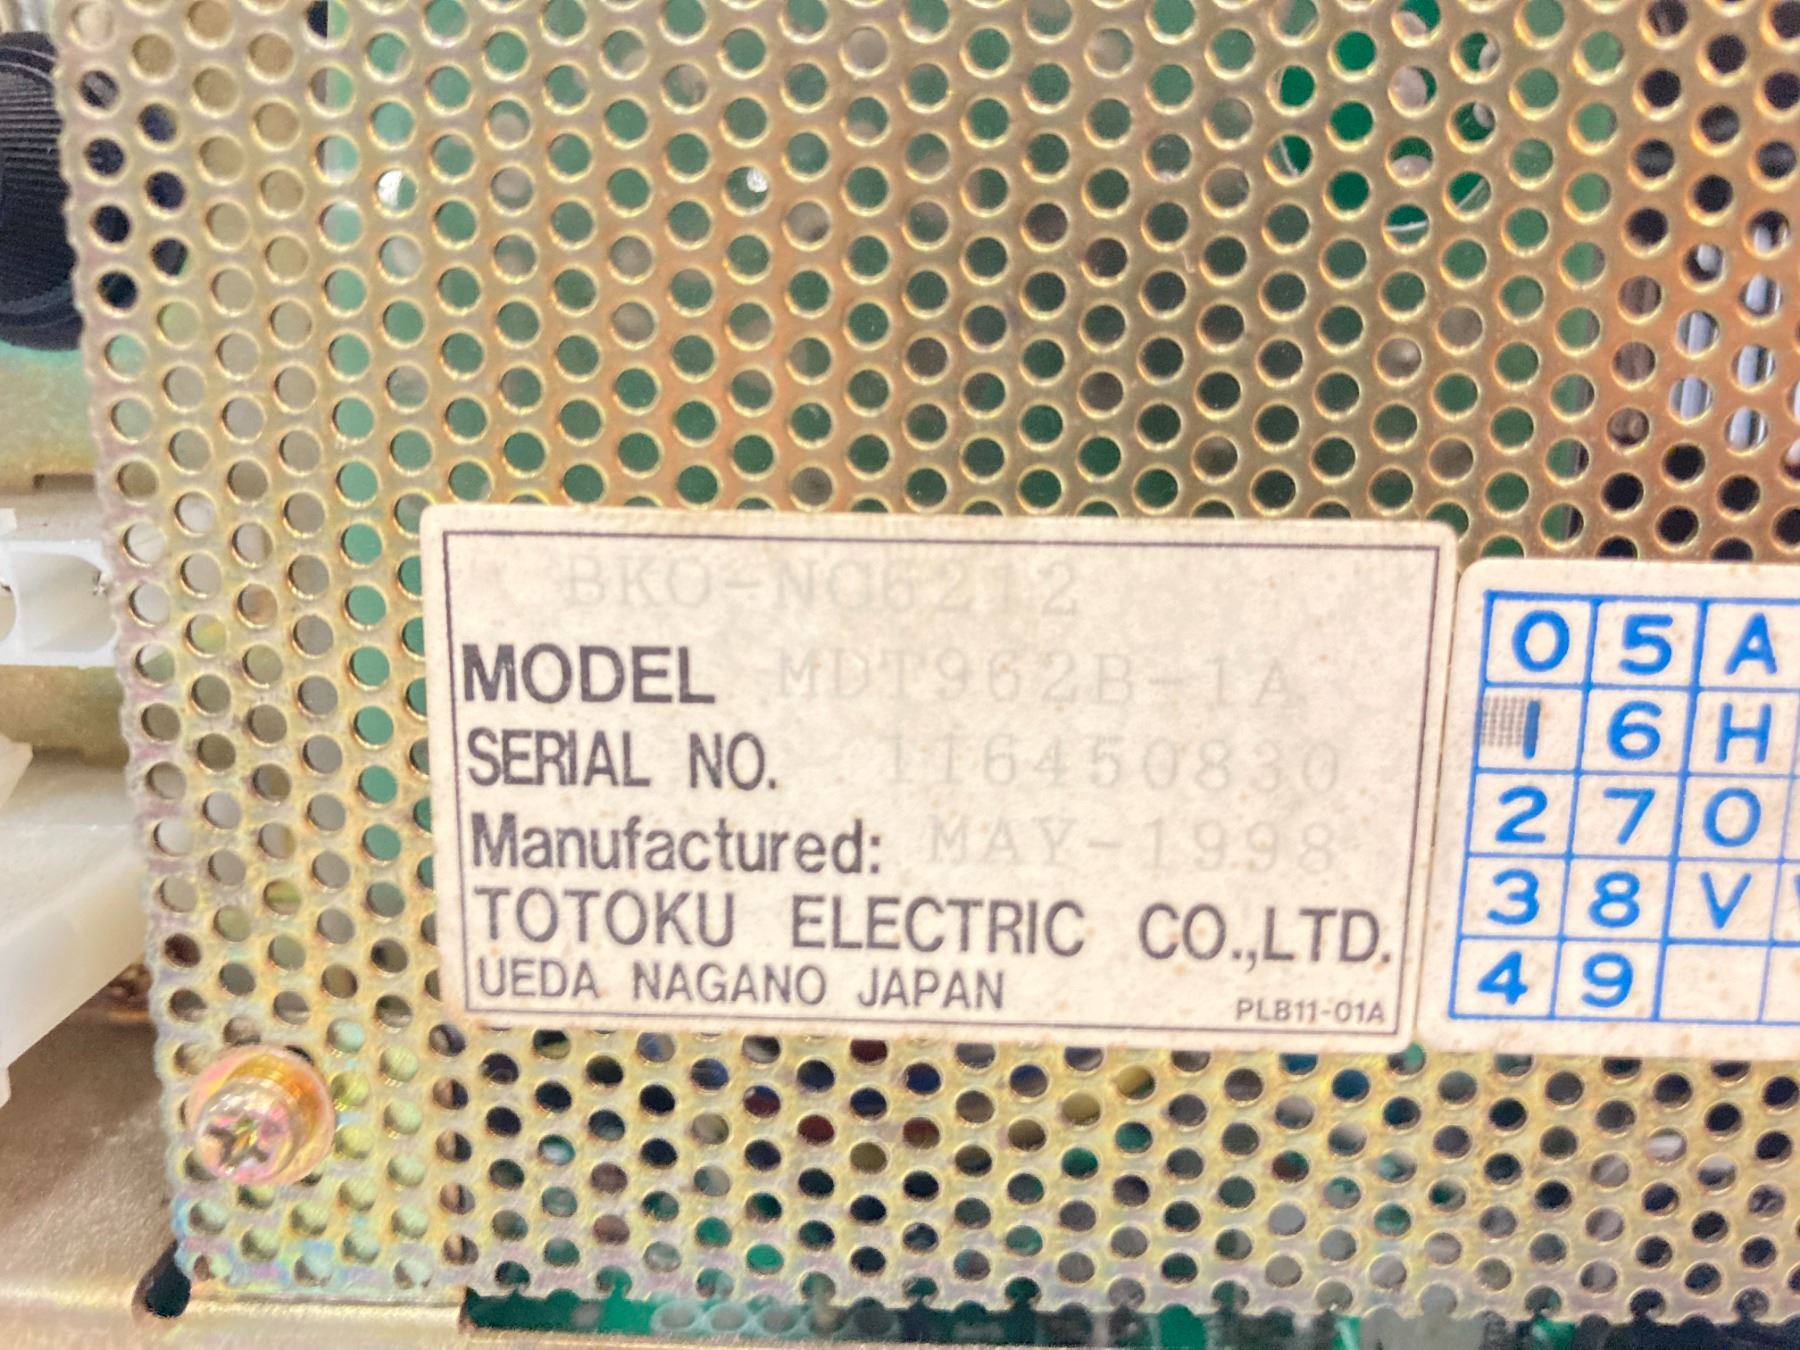 BKO-NC6212
MODEL MDT962B-1A
SERIAL NO. 116450830
Manufactured: MAY-1998
TOTOKU ELECTRIC CO.,LTD.
UEDA NAGANO JAPAN PLB11-01A
0 5 A
1 6 H
2 7 O
3 8 V
4 9